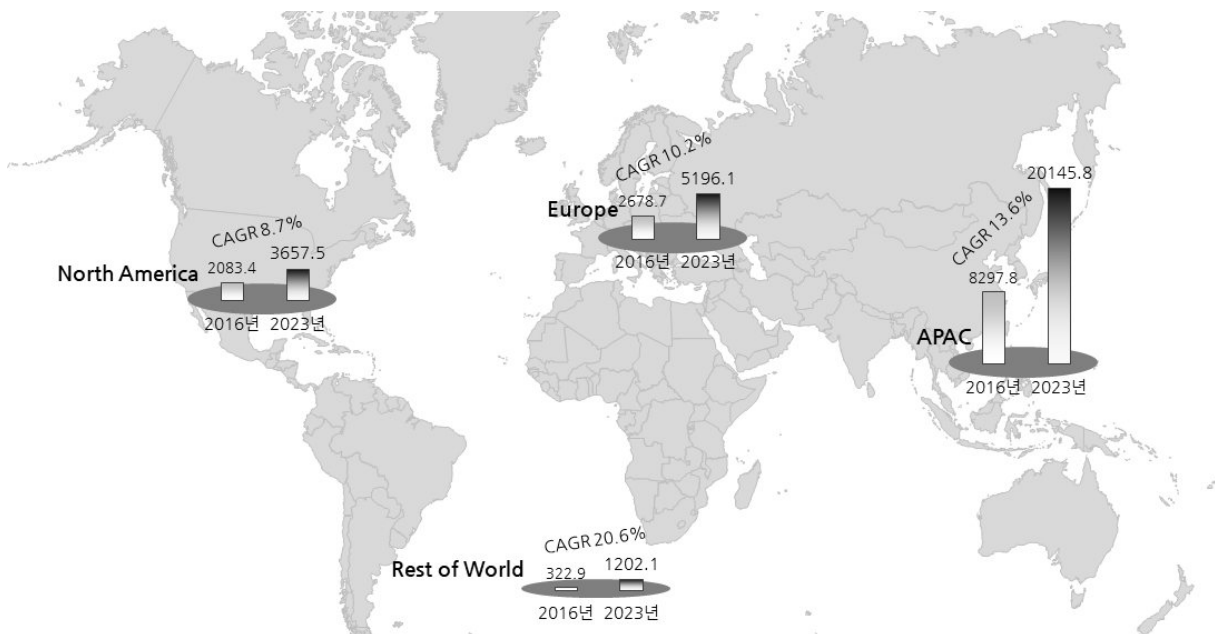 North America
CAGR 8.7%
2083.4
3657.5
2016년
2023년
Europe
CAGR 10.2%
2678.7
5196.1
2016년
2023년
APAC
CAGR 13.6%
8297.8
20145.8
2016년
2023년
Rest of World
CAGR 20.6%
322.9
1202.1
2016년
2023년